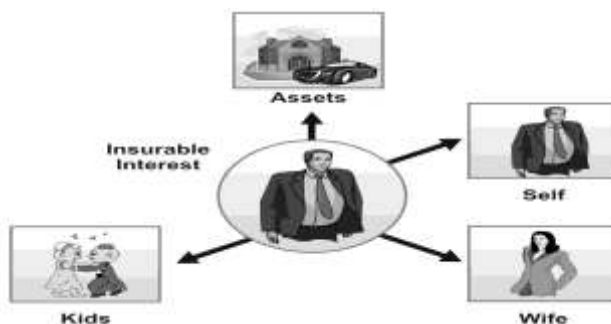 Assets
Insurable
Interest
Self
Kids
Wife